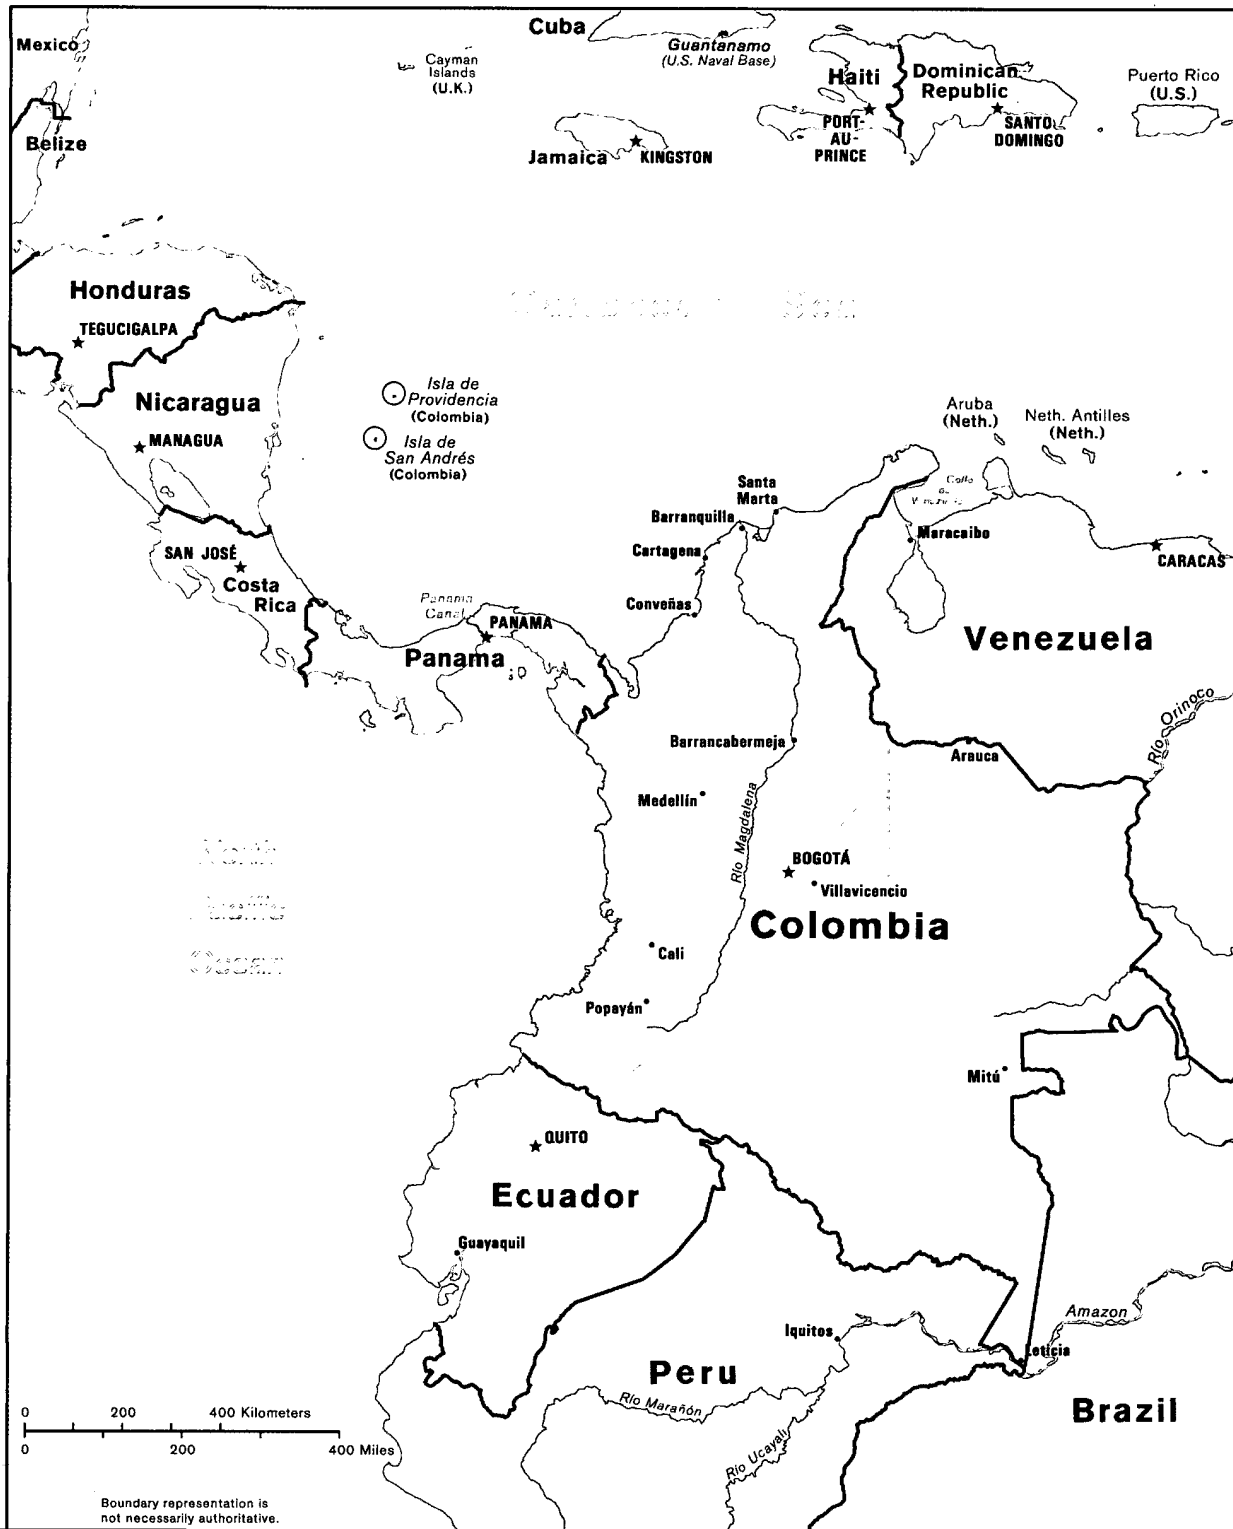 Mexico
Belize
Cayman
Islands
(U.K.)
Cuba
Guantanamo
(U.S. Naval Base)
Haiti
PORT-
AU-
PRINCE
Dominican
Republic
SANTO
DOMINGO
Puerto Rico
(U.S.)
Jamaica
KINGSTON
Honduras
TEGUCIGALPA
Nicaragua
MANAGUA
Isla de
Providencia
(Colombia)
Isla de
San Andrés
(Colombia)
Aruba
(Neth.)
Neth. Antilles
(Neth.)
Santa
Marta
Barranquilla
Cartagena
Conveñas
Maracaibo
CARACAS
Venezuela
SAN JOSÉ
Costa
Rica
Panama
Canal
PANAMA
Panama
Río Orinoco
Arauca
Barrancabermeja
Medellín
Río Magdalena
BOGOTÁ
Villavicencio
Colombia
North
Pacific
Ocean
Cali
Popayán
Mitú
QUITO
Ecuador
Guayaquil
Iquitos
Amazon
Leticia
Peru
Río Marañón
Río Ucayali
Brazil
0 200 400 Kilometers
0 200 400 Miles
Boundary representation is
not necessarily authoritative.